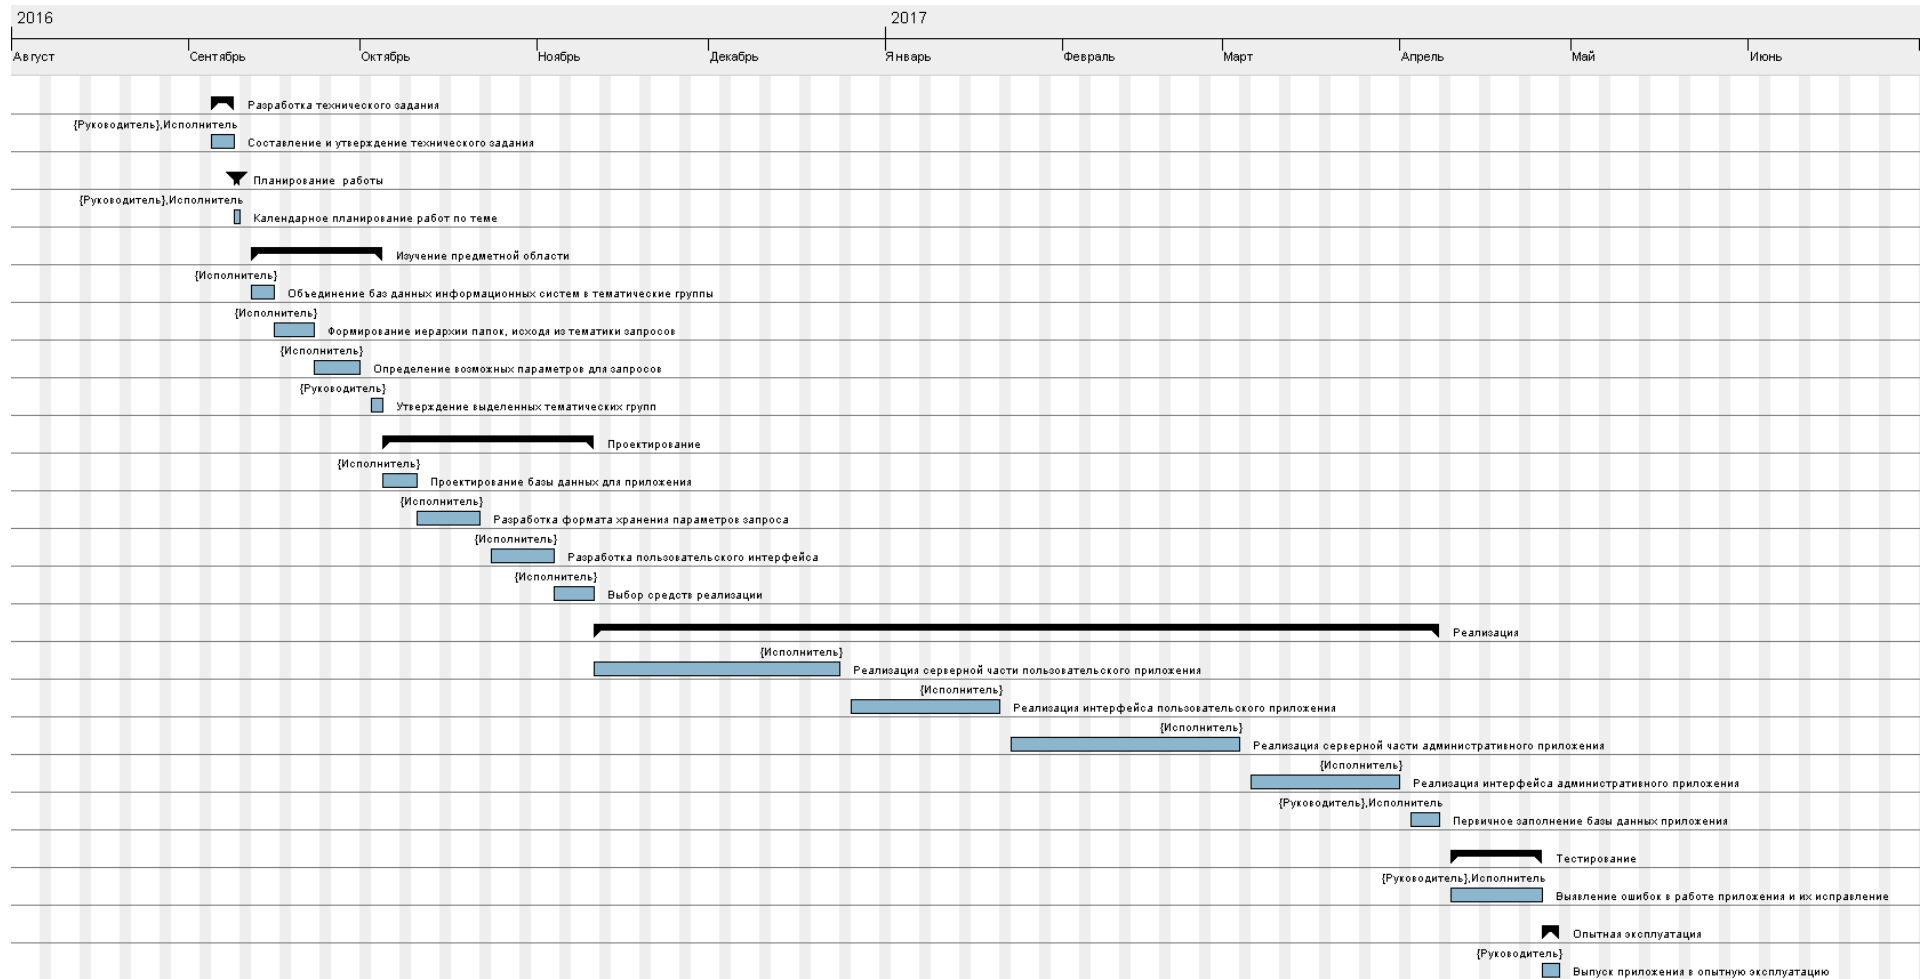 2016
2017
Август
Сентябрь
Октябрь
Ноябрь
Декабрь
Январь
Февраль
Март
Апрель
Май
Июнь
Разработка технического задания
{Руководитель},Исполнитель
Составление и утверждение технического задания
Планирование работы
{Руководитель},Исполнитель
Календарное планирование работ по теме
Изучение предметной области
{Исполнитель}
Объединение баз данных информационных систем в тематические группы
{Исполнитель}
Формирование иерархии папок, исходя из тематики запросов
{Исполнитель}
Определение возможных параметров для запросов
{Руководитель}
Утверждение выделенных тематических групп
Проектирование
{Исполнитель}
Проектирование базы данных для приложения
{Исполнитель}
Разработка формата хранения параметров запроса
{Исполнитель}
Разработка пользовательского интерфейса
{Исполнитель}
Выбор средств реализации
Реализация
{Исполнитель}
Реализация серверной части пользовательского приложения
{Исполнитель}
Реализация интерфейса пользовательского приложения
{Исполнитель}
Реализация серверной части административного приложения
{Исполнитель}
Реализация интерфейса административного приложения
{Руководитель},Исполнитель
Первичное заполнение базы данных приложения
Тестирование
{Руководитель},Исполнитель
Выявление ошибок в работе приложения и их исправление
Опытная эксплуатация
{Руководитель}
Выпуск приложения в опытную эксплуатацию